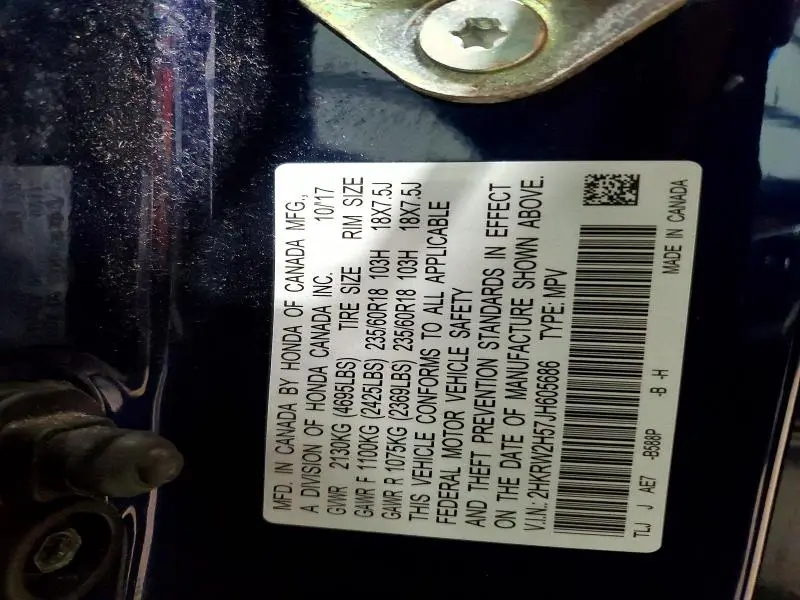 MFD. IN CANADA BY HONDA OF CANADA MFG.,
A DIVISION OF HONDA CANADA INC. 10/17
GVWR 2130KG (4695LBS) TIRE SIZE RIM SIZE
GAWR F 1100KG (2425LBS) 235/60R18 103H 18X7.5J
GAWR R 1075KG (2369LBS) 235/60R18 103H 18X7.5J
THIS VEHICLE CONFORMS TO ALL APPLICABLE
FEDERAL MOTOR VEHICLE SAFETY
AND THEFT PREVENTION STANDARDS IN EFFECT
ON THE DATE OF MANUFACTURE SHOWN ABOVE.
V.I.N.: 2HKRW2H57JH605686 TYPE: MPV
TLJ J AE7 -B588P -B -H MADE IN CANADA